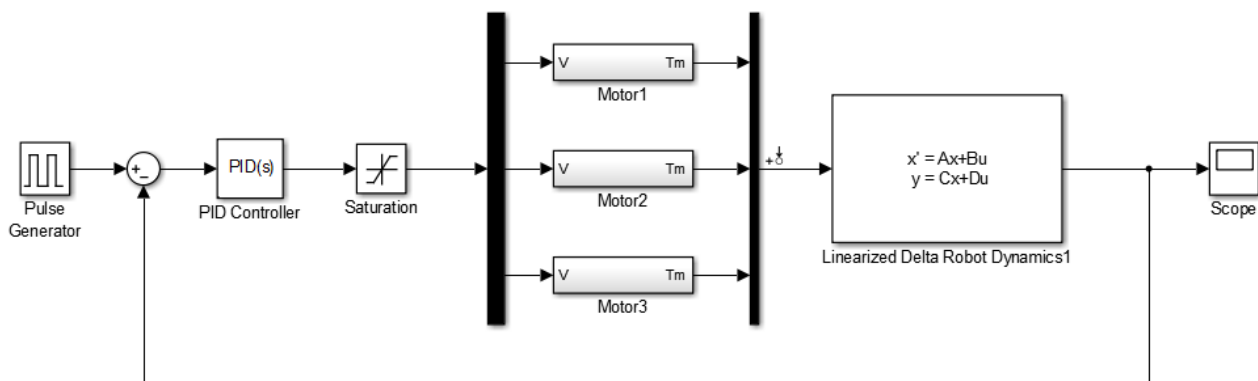 V Tm
Motor1
+
−
PID(s)
V Tm
+
x' = Ax+Bu
y = Cx+Du
Pulse
Generator
PID Controller
Saturation
Motor2
Linearized Delta Robot Dynamics1
Scope
V Tm
Motor3